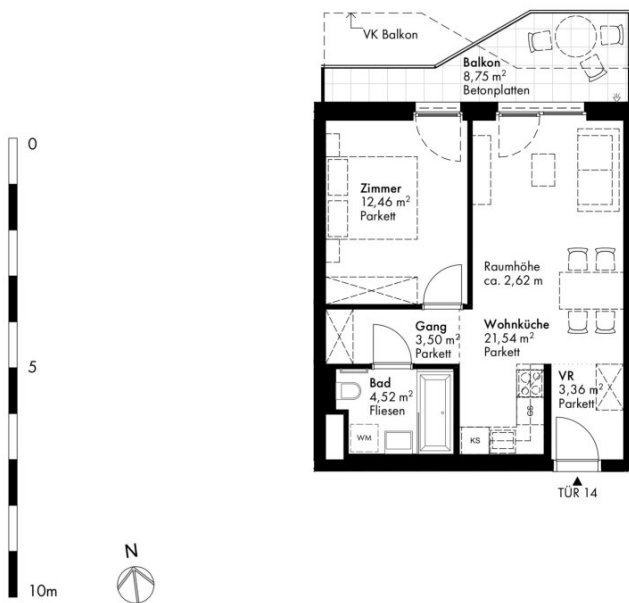 VK Balkon
Balkon
8,75 m²
Betonplatten
0
Zimmer
12,46 m²
Parkett
Raumhöhe
ca. 2,62 m
Gang
3,50 m²
Parkett
Wohnküche
21,54 m²
Parkett
5
Bad
4,52 m²
Fliesen
VR
3,36 m²
Parkett
GS
WM
KS
TÜR 14
N
10m